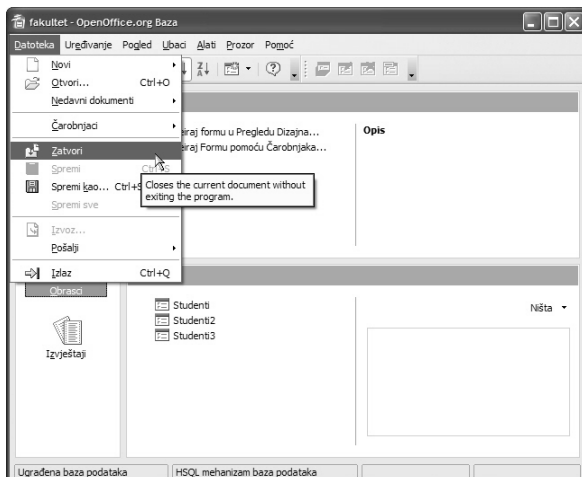 fakultet - OpenOffice.org Baza
Datoteka Uređivanje Pogled Ubaci Alati Prozor Pomoć
Novi
Otvori... Ctrl+O
Nedavni dokumenti
Čarobnjaci
Zatvori
Spremi
Spremi kao...
Spremi sve
Izvoz...
Pošalji
Izlaz Ctrl+Q
formu u Pregledu Dizajna...
Formu pomoću Čarobnjaka...
Opis
Closes the current document without
exiting the program.
Obrasci
Izvještaji
Studenti
Studenti2
Studenti3
Ništa
Ugrađena baza podataka HSQL mehanizam baza podataka